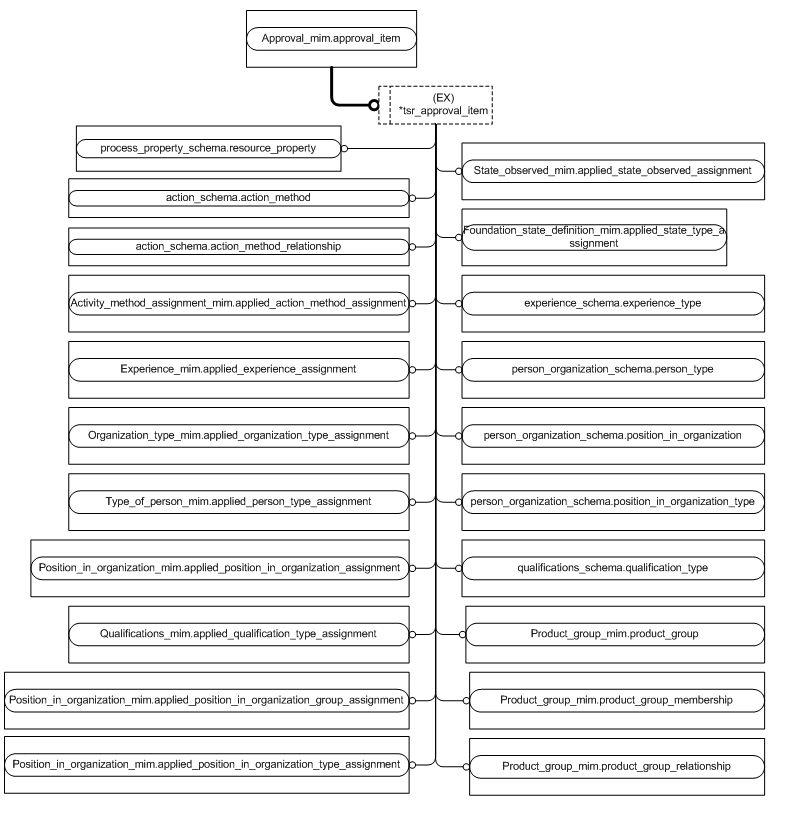 Approval_mim.approval_item
(EX)
*tsr_approval_item
process_property_schema.resource_property
State_observed_mim.applied_state_observed_assignment
action_schema.action_method
Foundation_state_definition_mim.applied_state_type_a
ssignment
action_schema.action_method_relationship
Activity_method_assignment_mim.applied_action_method_assignment
experience_schema.experience_type
Experience_mim.applied_experience_assignment
person_organization_schema.person_type
Organization_type_mim.applied_organization_type_assignment
person_organization_schema.position_in_organization
Type_of_person_mim.applied_person_type_assignment
person_organization_schema.position_in_organization_type
Position_in_organization_mim.applied_position_in_organization_assignment
qualifications_schema.qualification_type
Qualifications_mim.applied_qualification_type_assignment
Product_group_mim.product_group
Position_in_organization_mim.applied_position_in_organization_group_assignment
Product_group_mim.product_group_membership
Position_in_organization_mim.applied_position_in_organization_type_assignment
Product_group_mim.product_group_relationship